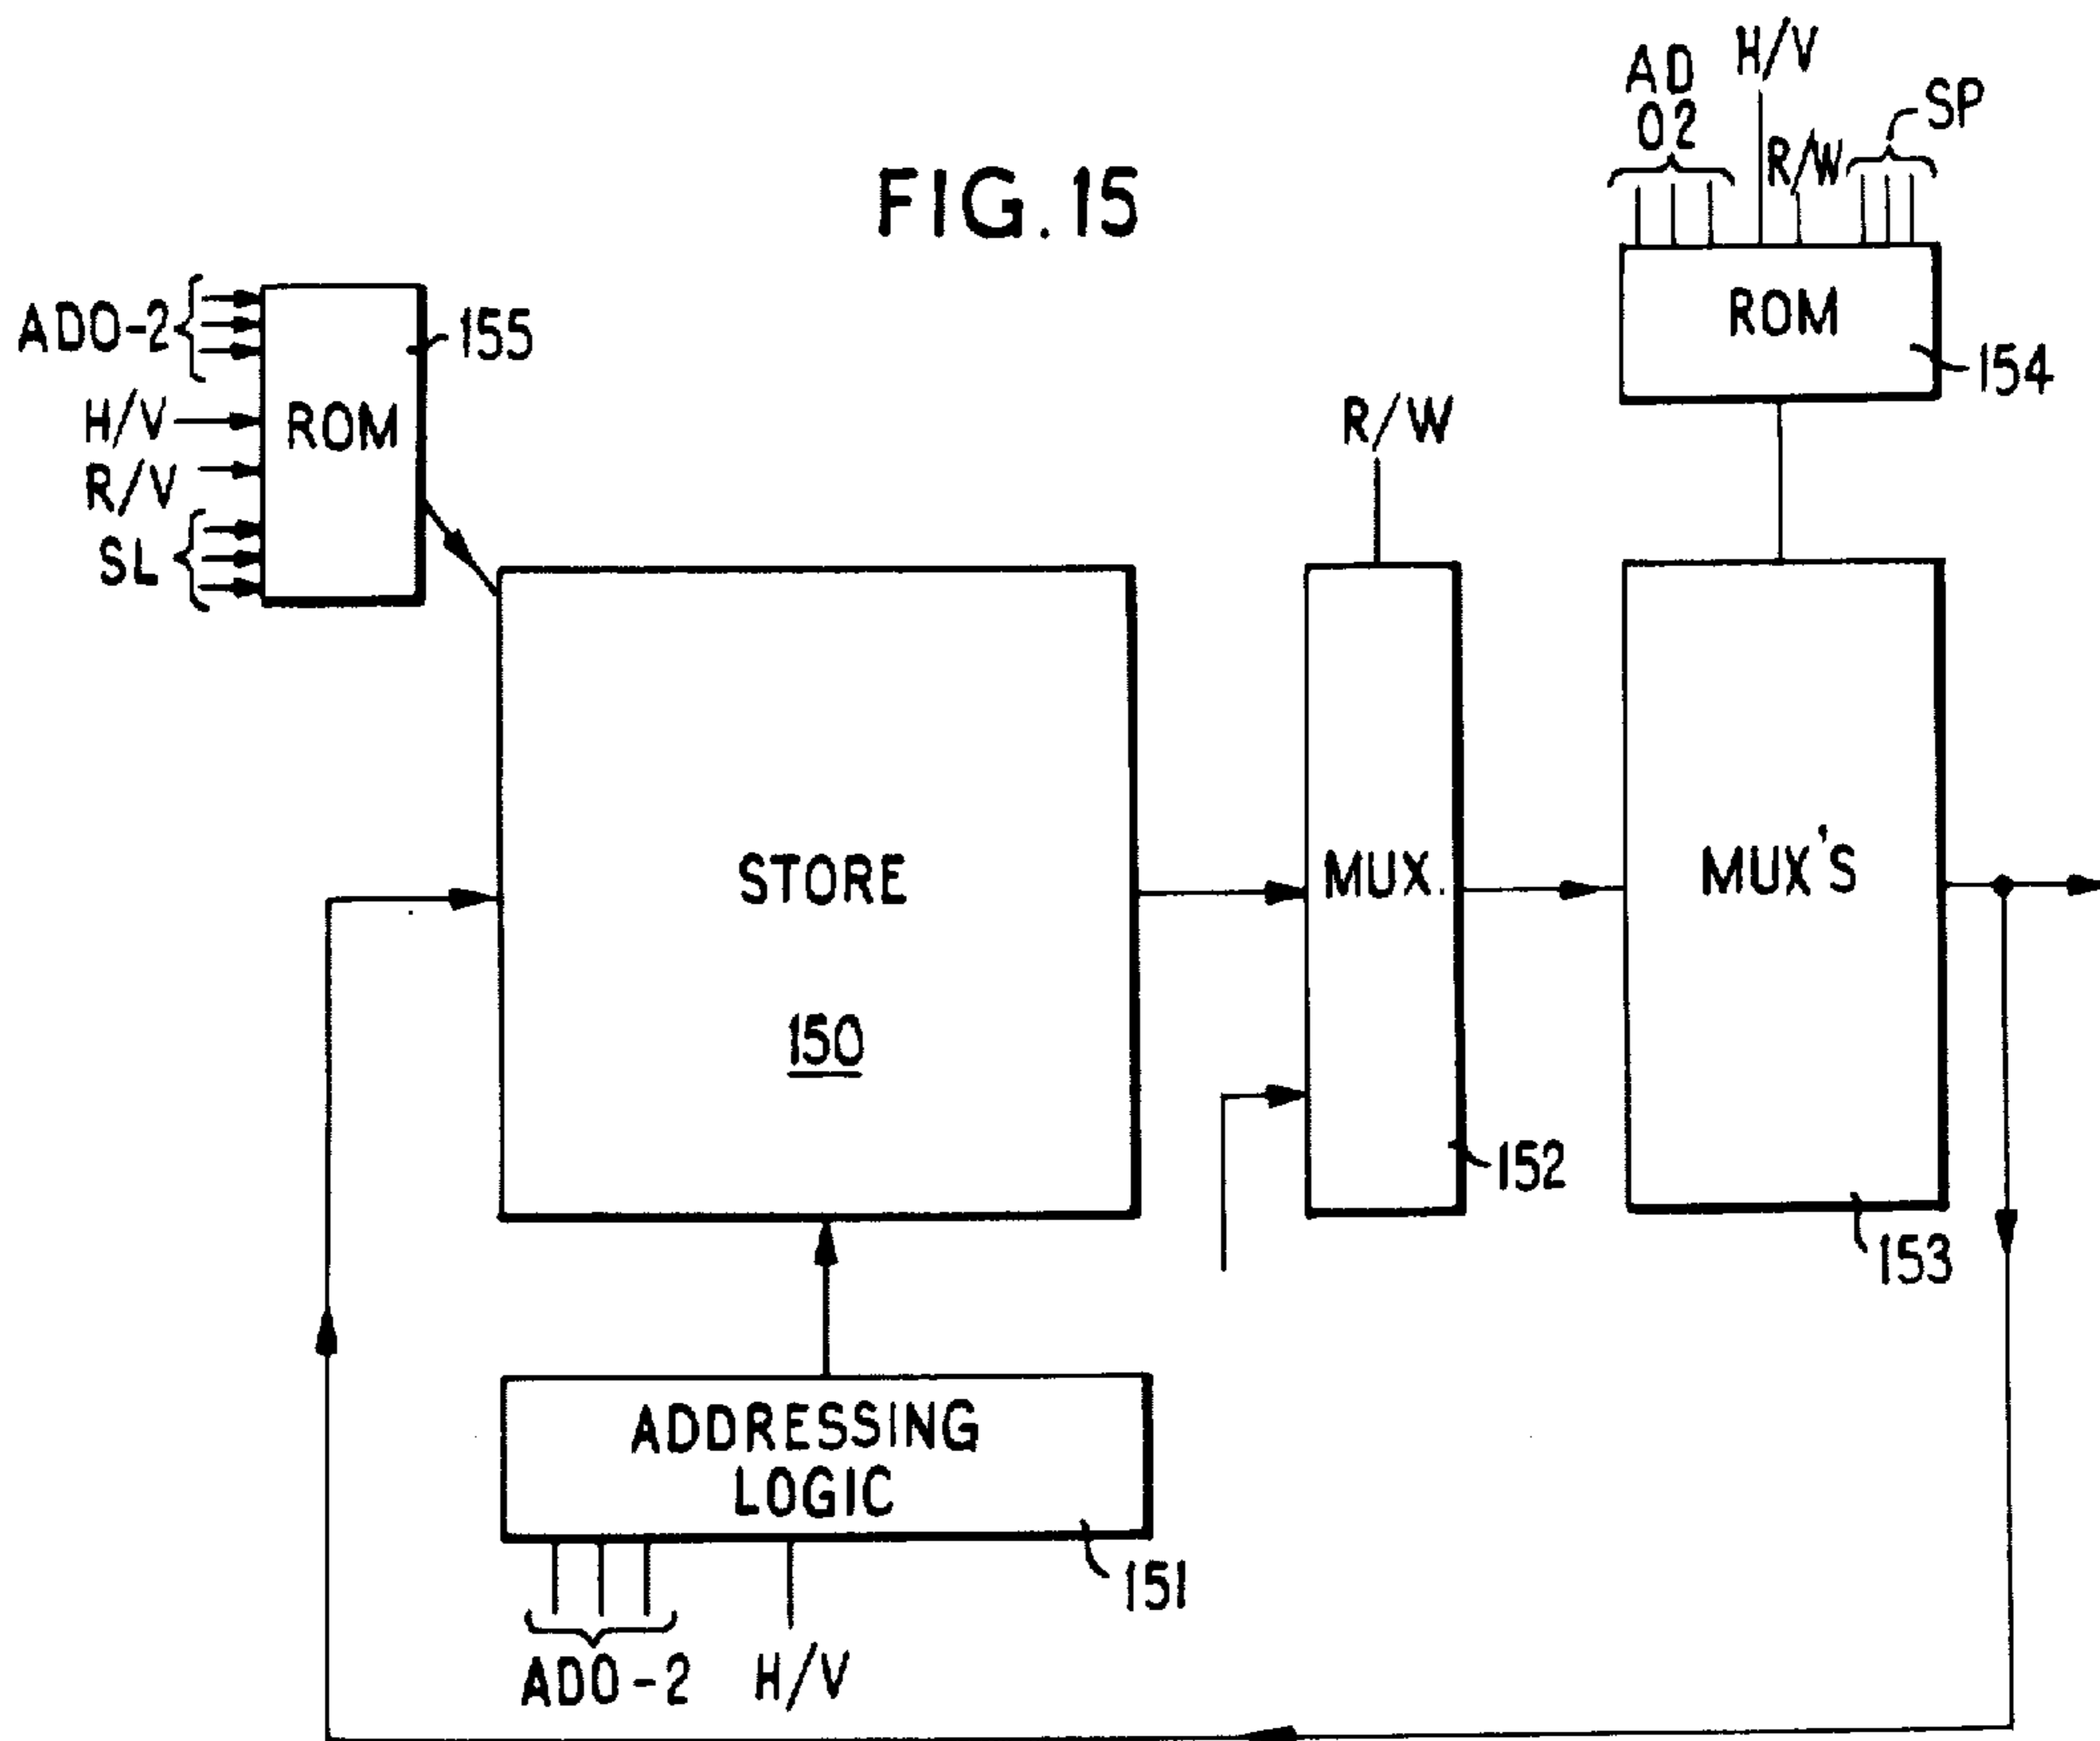 FIG. 15
AD
02
H/V
R/W
SP
ROM
154
ADO-2
H/V
R/V
SL
ROM
155
R/W
STORE
150
MUX.
152
MUX'S
153
ADDRESSING
LOGIC
151
ADO-2
H/V